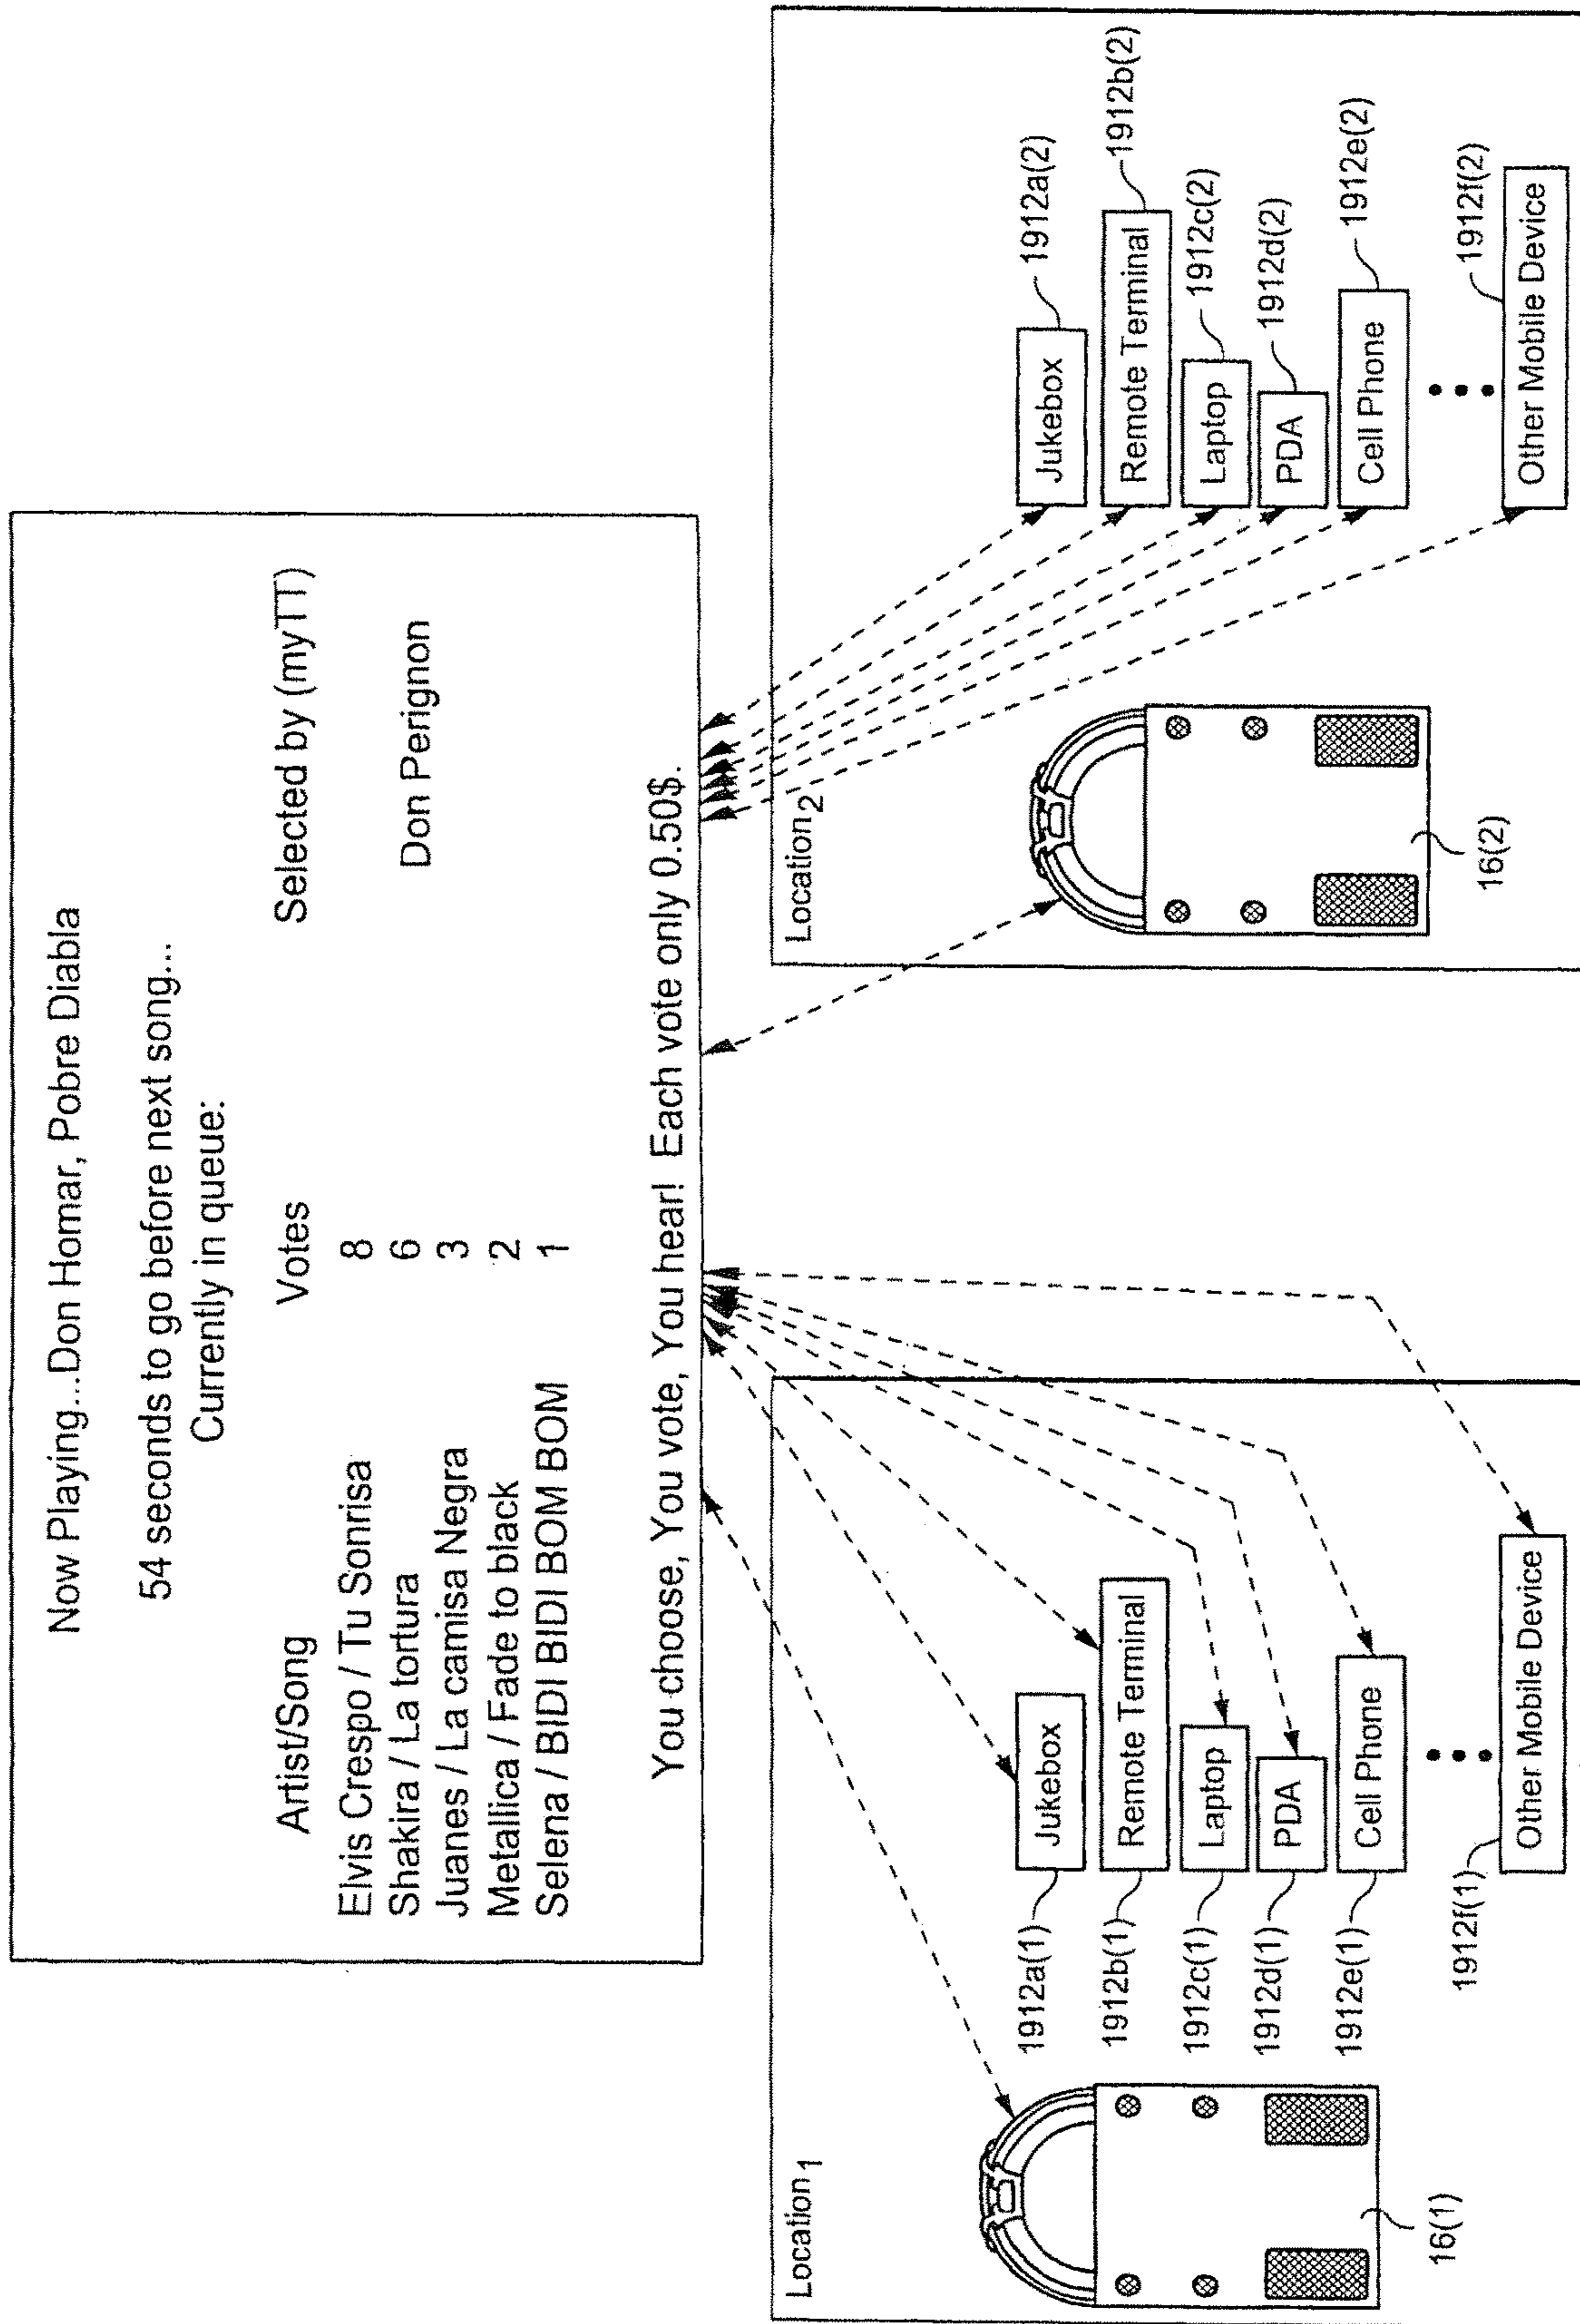 Now Playing...Don Homar, Pobre Diabla
54 seconds to go before next song...
Currently in queue:
Artist/Song Votes Selected by (myTT)
Elvis Crespo / Tu Sonrisa 8
Shakira / La tortura 6
Juanes / La camisa Negra 3 Don Perignon
Metallica / Fade to black 2
Selena / BIDI BIDI BOM BOM 1
You choose, You vote, You hear! Each vote only 0.50$.
Location1
16(1)
1912a(1) Jukebox
1912b(1) Remote Terminal
1912c(1) Laptop
1912d(1) PDA
1912e(1) Cell Phone
1912f(1) Other Mobile Device
Location2
16(2)
Jukebox 1912a(2)
Remote Terminal 1912b(2)
Laptop 1912c(2)
PDA 1912d(2)
Cell Phone 1912e(2)
Other Mobile Device 1912f(2)